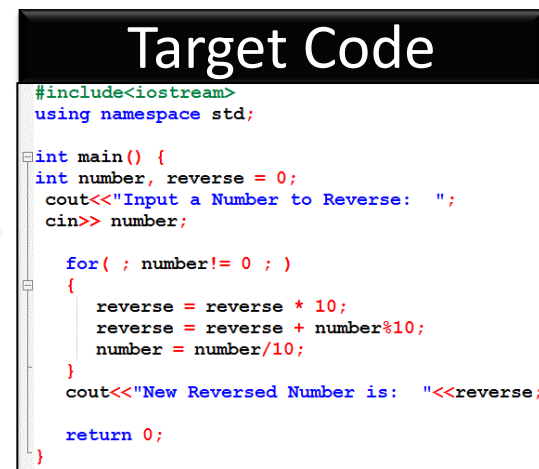 Target Code
#include<iostream>
using namespace std;
int main() {
int number, reverse = 0;
cout<<"Input a Number to Reverse:  ";
cin>> number;
for( ; number!= 0 ; )
{
reverse = reverse * 10;
reverse = reverse + number%10;
number = number/10;
}
cout<<"New Reversed Number is:  "<<reverse;
return 0;
}